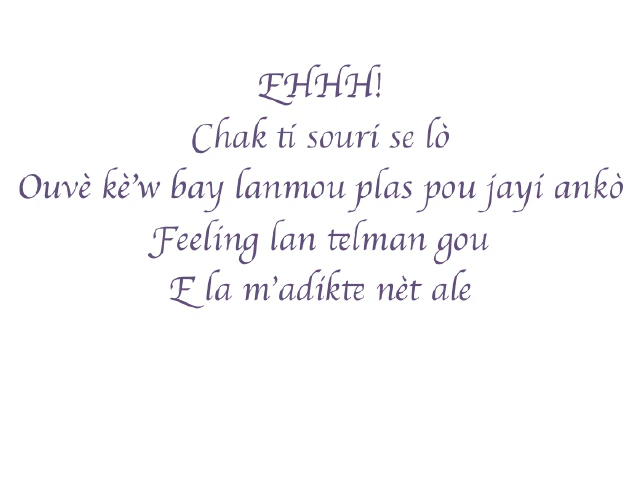 EHHH!
Chak ti souri se lò
Ouvè kè'w bay lanmou plas pou jayi ankò
Feeling lan telman gou
E la m'adikte nèt ale